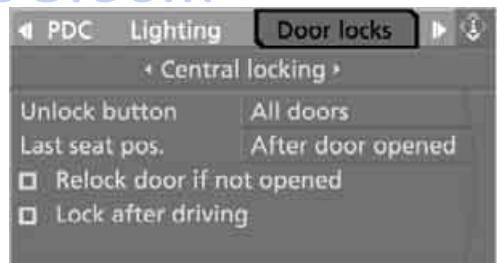 PDC Lighting Door locks
Central locking
Unlock button All doors
Last seat pos. After door opened
Relock door if not opened
Lock after driving